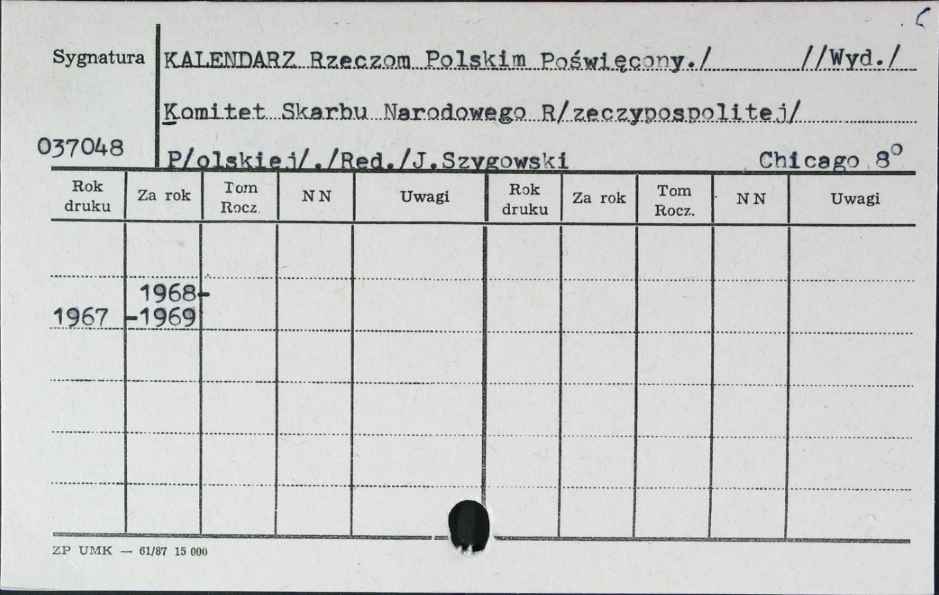 C
Sygnatura KALENDARZ Rzeczom Polskim Poświęcony./ //Wyd./
Komitet Skarbu Narodowego R/zeczypospolitej/
037048 P/olskiej/./Red./J.Szygowski Chicago 8°
Rok druku Za rok Tom Rocz. N N Uwagi Rok druku Za rok Tom Rocz. N N Uwagi
1968-
1967 -1969
ZP UMK — 61/87 15 000